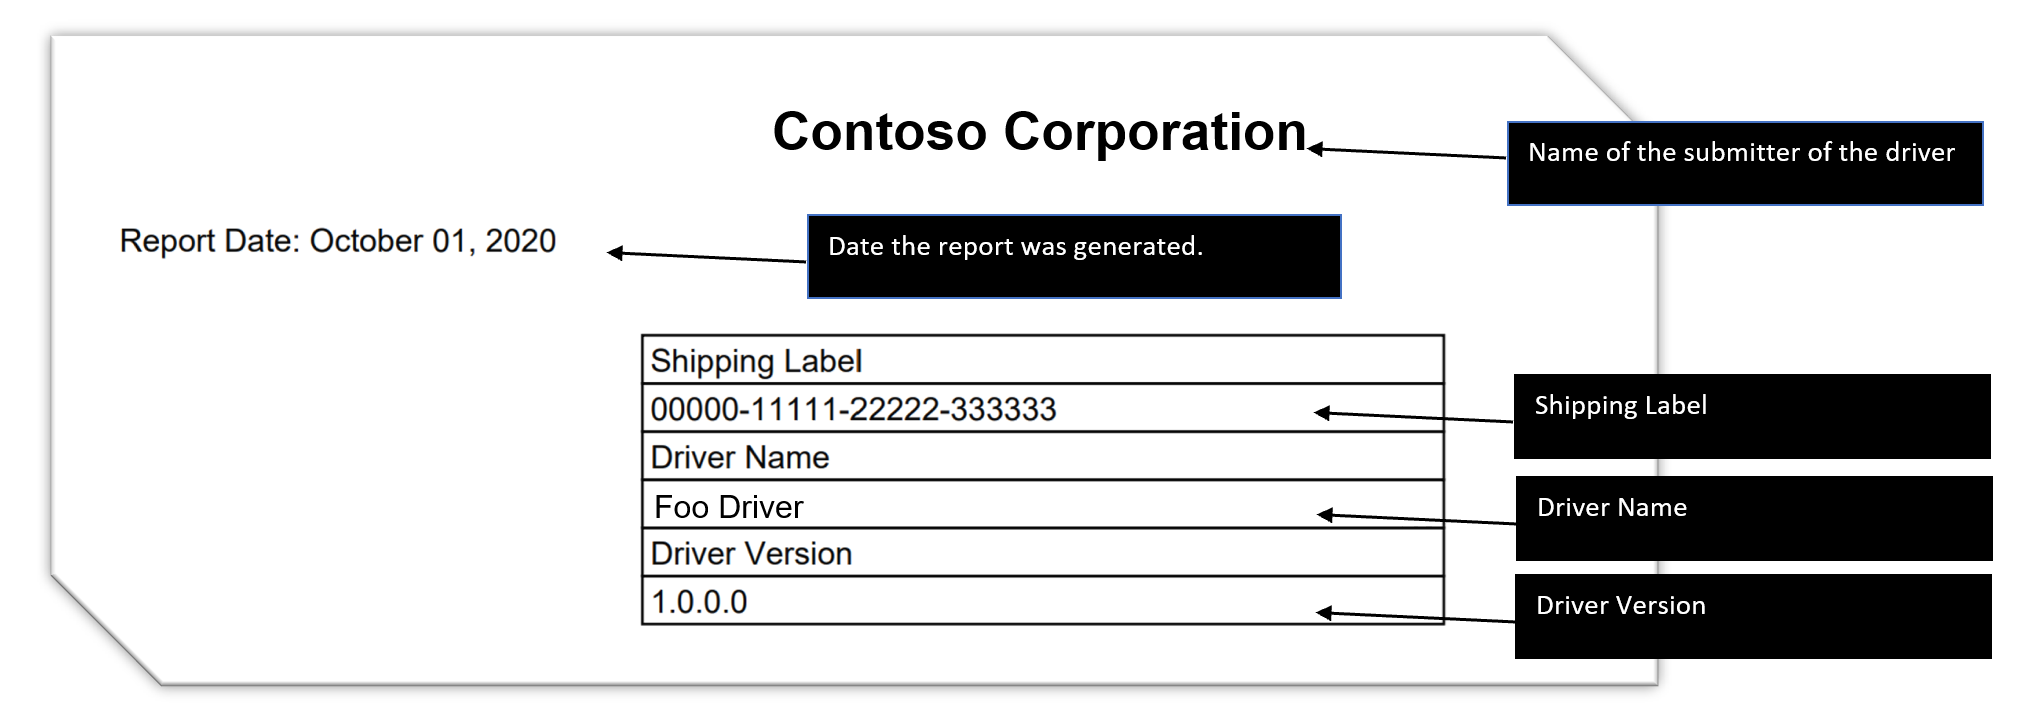 Contoso Corporation
Name of the submitter of the driver
Report Date: October 01, 2020
Date the report was generated.
Shipping Label
00000-11111-22222-333333
Shipping Label
Driver Name
Foo Driver
Driver Name
Driver Version
1.0.0.0
Driver Version